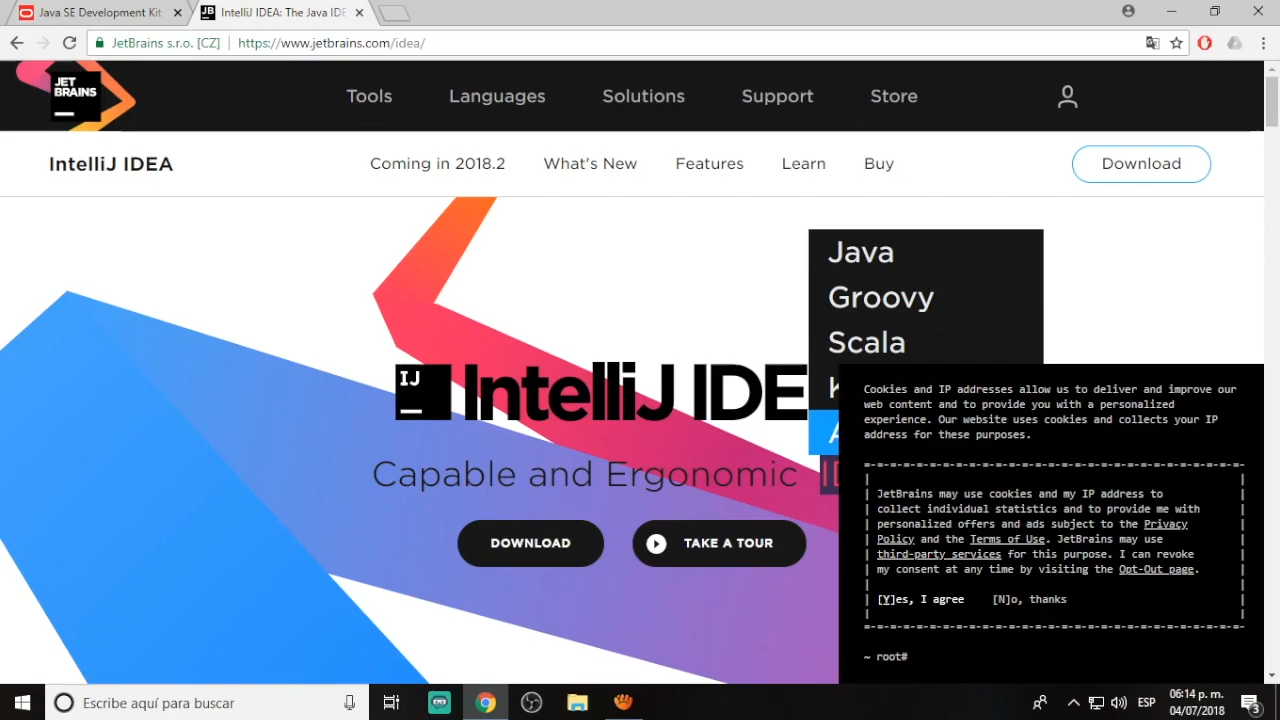 Java SE Development Kit
JB
IntelliJ IDEA: The Java IDE
JetBrains s.r.o. [CZ]
https://www.jetbrains.com/idea/
JET
BRAINS
Tools
Languages
Solutions
Support
Store
IntelliJ IDEA
Coming in 2018.2
What's New
Features
Learn
Buy
Download
Java
Groovy
Scala
K
A
IJ
IntelliJ IDE
Capable and Ergonomic ID
DOWNLOAD
TAKE A TOUR
Cookies and IP addresses allow us to deliver and improve our
web content and to provide you with a personalized
experience. Our website uses cookies and collects your IP
address for these purposes.
JetBrains may use cookies and my IP address to
collect individual statistics and to provide me with
personalized offers and ads subject to the Privacy
Policy and the Terms of Use. JetBrains may use
third-party services for this purpose. I can revoke
my consent at any time by visiting the Opt-Out page.
[Y]es, I agree
[N]o, thanks
~ root#
Escribe aquí para buscar
ESP
06:14 p. m.
04/07/2018
3